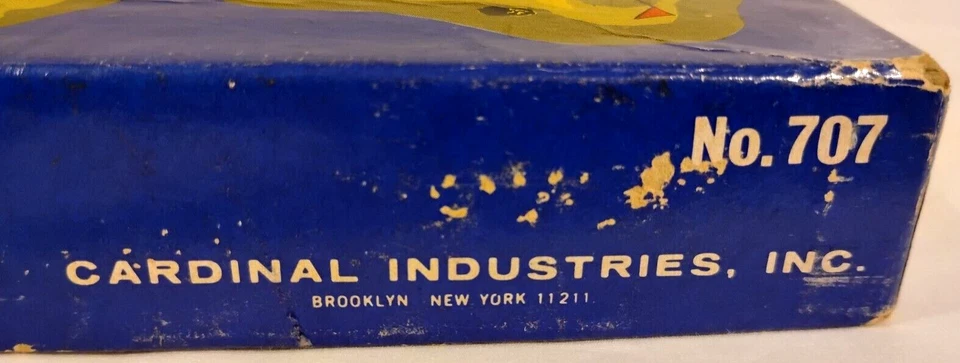 No. 707
CARDINAL INDUSTRIES, INC.
BROOKLYN NEW YORK 11211